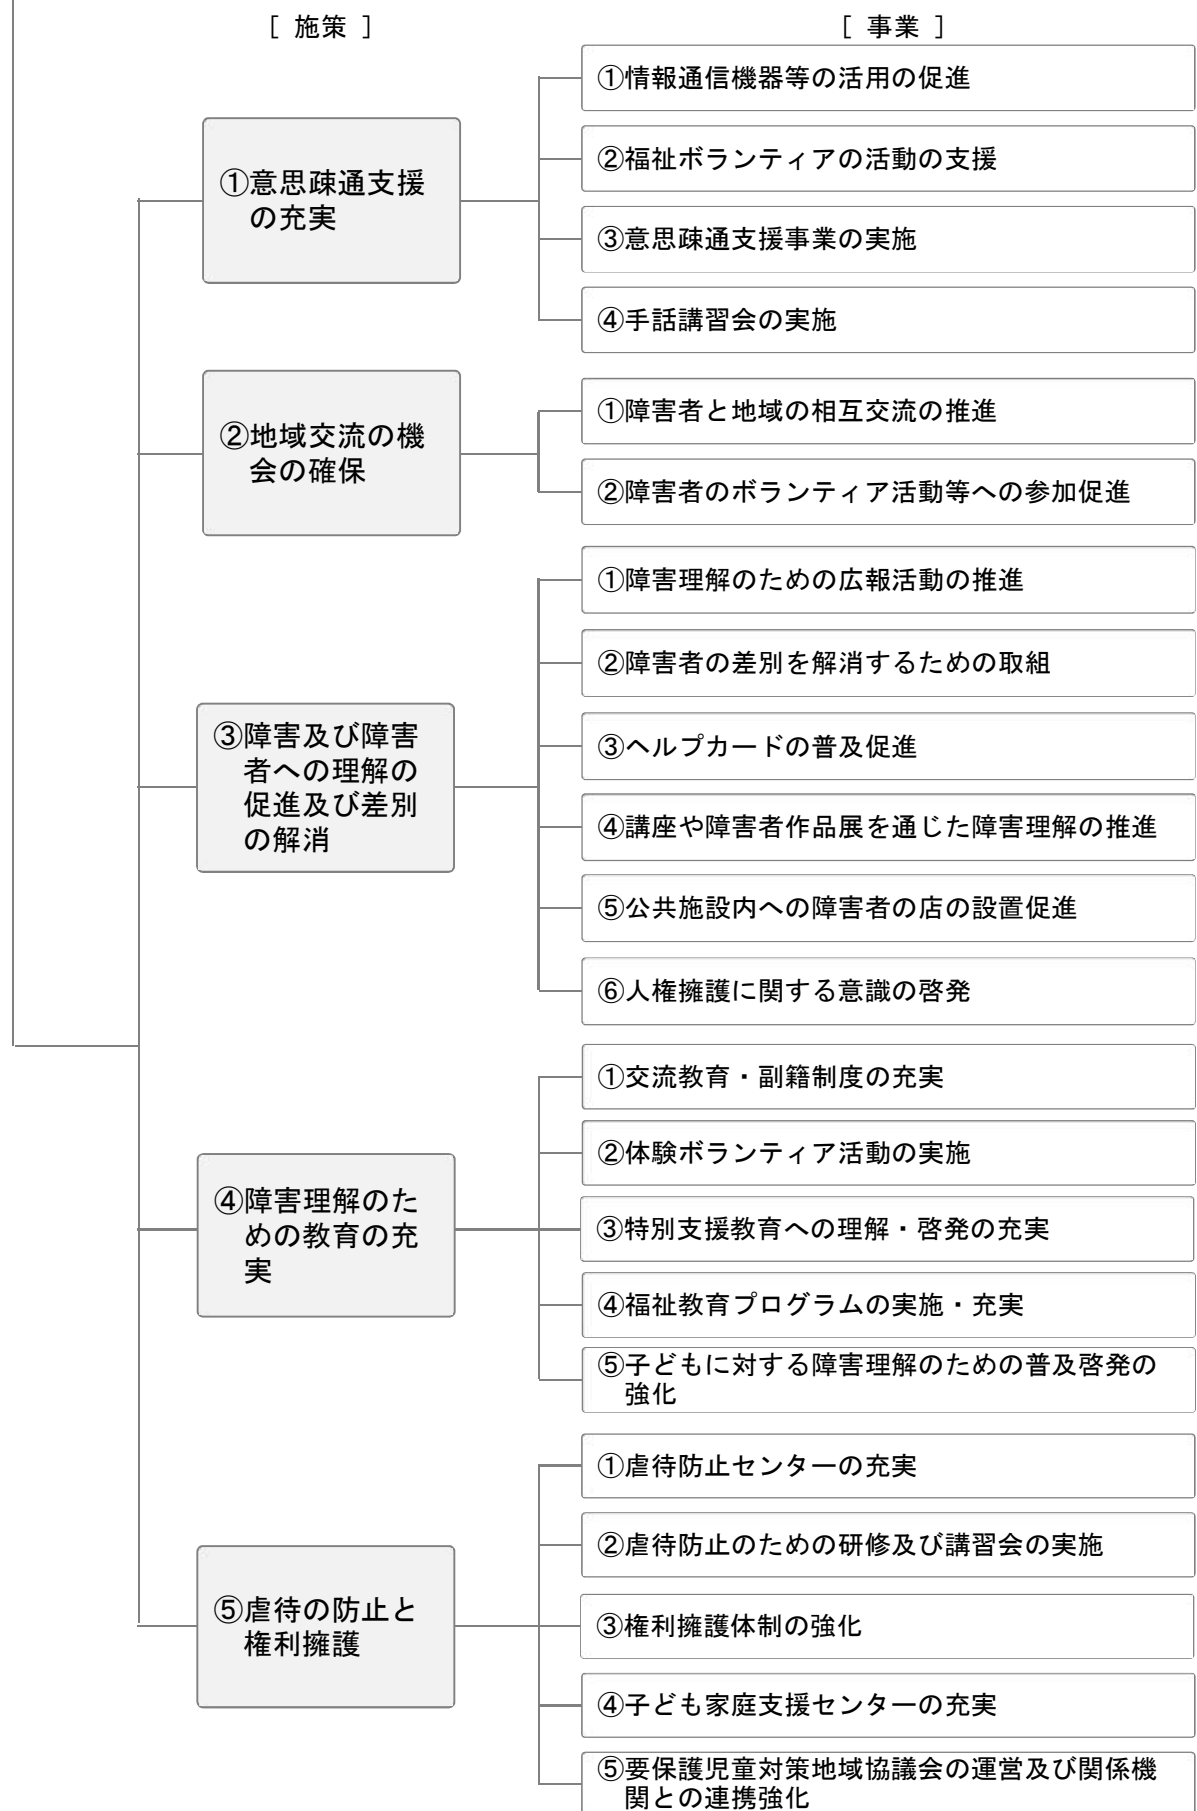 [ 施策 ]
[ 事業 ]
①意思疎通支援
の充実
①情報通信機器等の活用の促進
②福祉ボランティアの活動の支援
③意思疎通支援事業の実施
④手話講習会の実施
②地域交流の機
会の確保
①障害者と地域の相互交流の推進
②障害者のボランティア活動等への参加促進
③障害及び障害
者への理解の
促進及び差別
の解消
①障害理解のための広報活動の推進
②障害者の差別を解消するための取組
③ヘルプカードの普及促進
④講座や障害者作品展を通じた障害理解の推進
⑤公共施設内への障害者の店の設置促進
⑥人権擁護に関する意識の啓発
④障害理解のた
めの教育の充
実
①交流教育・副籍制度の充実
②体験ボランティア活動の実施
③特別支援教育への理解・啓発の充実
④福祉教育プログラムの実施・充実
⑤子どもに対する障害理解のための普及啓発の
強化
⑤虐待の防止と
権利擁護
①虐待防止センターの充実
②虐待防止のための研修及び講習会の実施
③権利擁護体制の強化
④子ども家庭支援センターの充実
⑤要保護児童対策地域協議会の運営及び関係機
関との連携強化